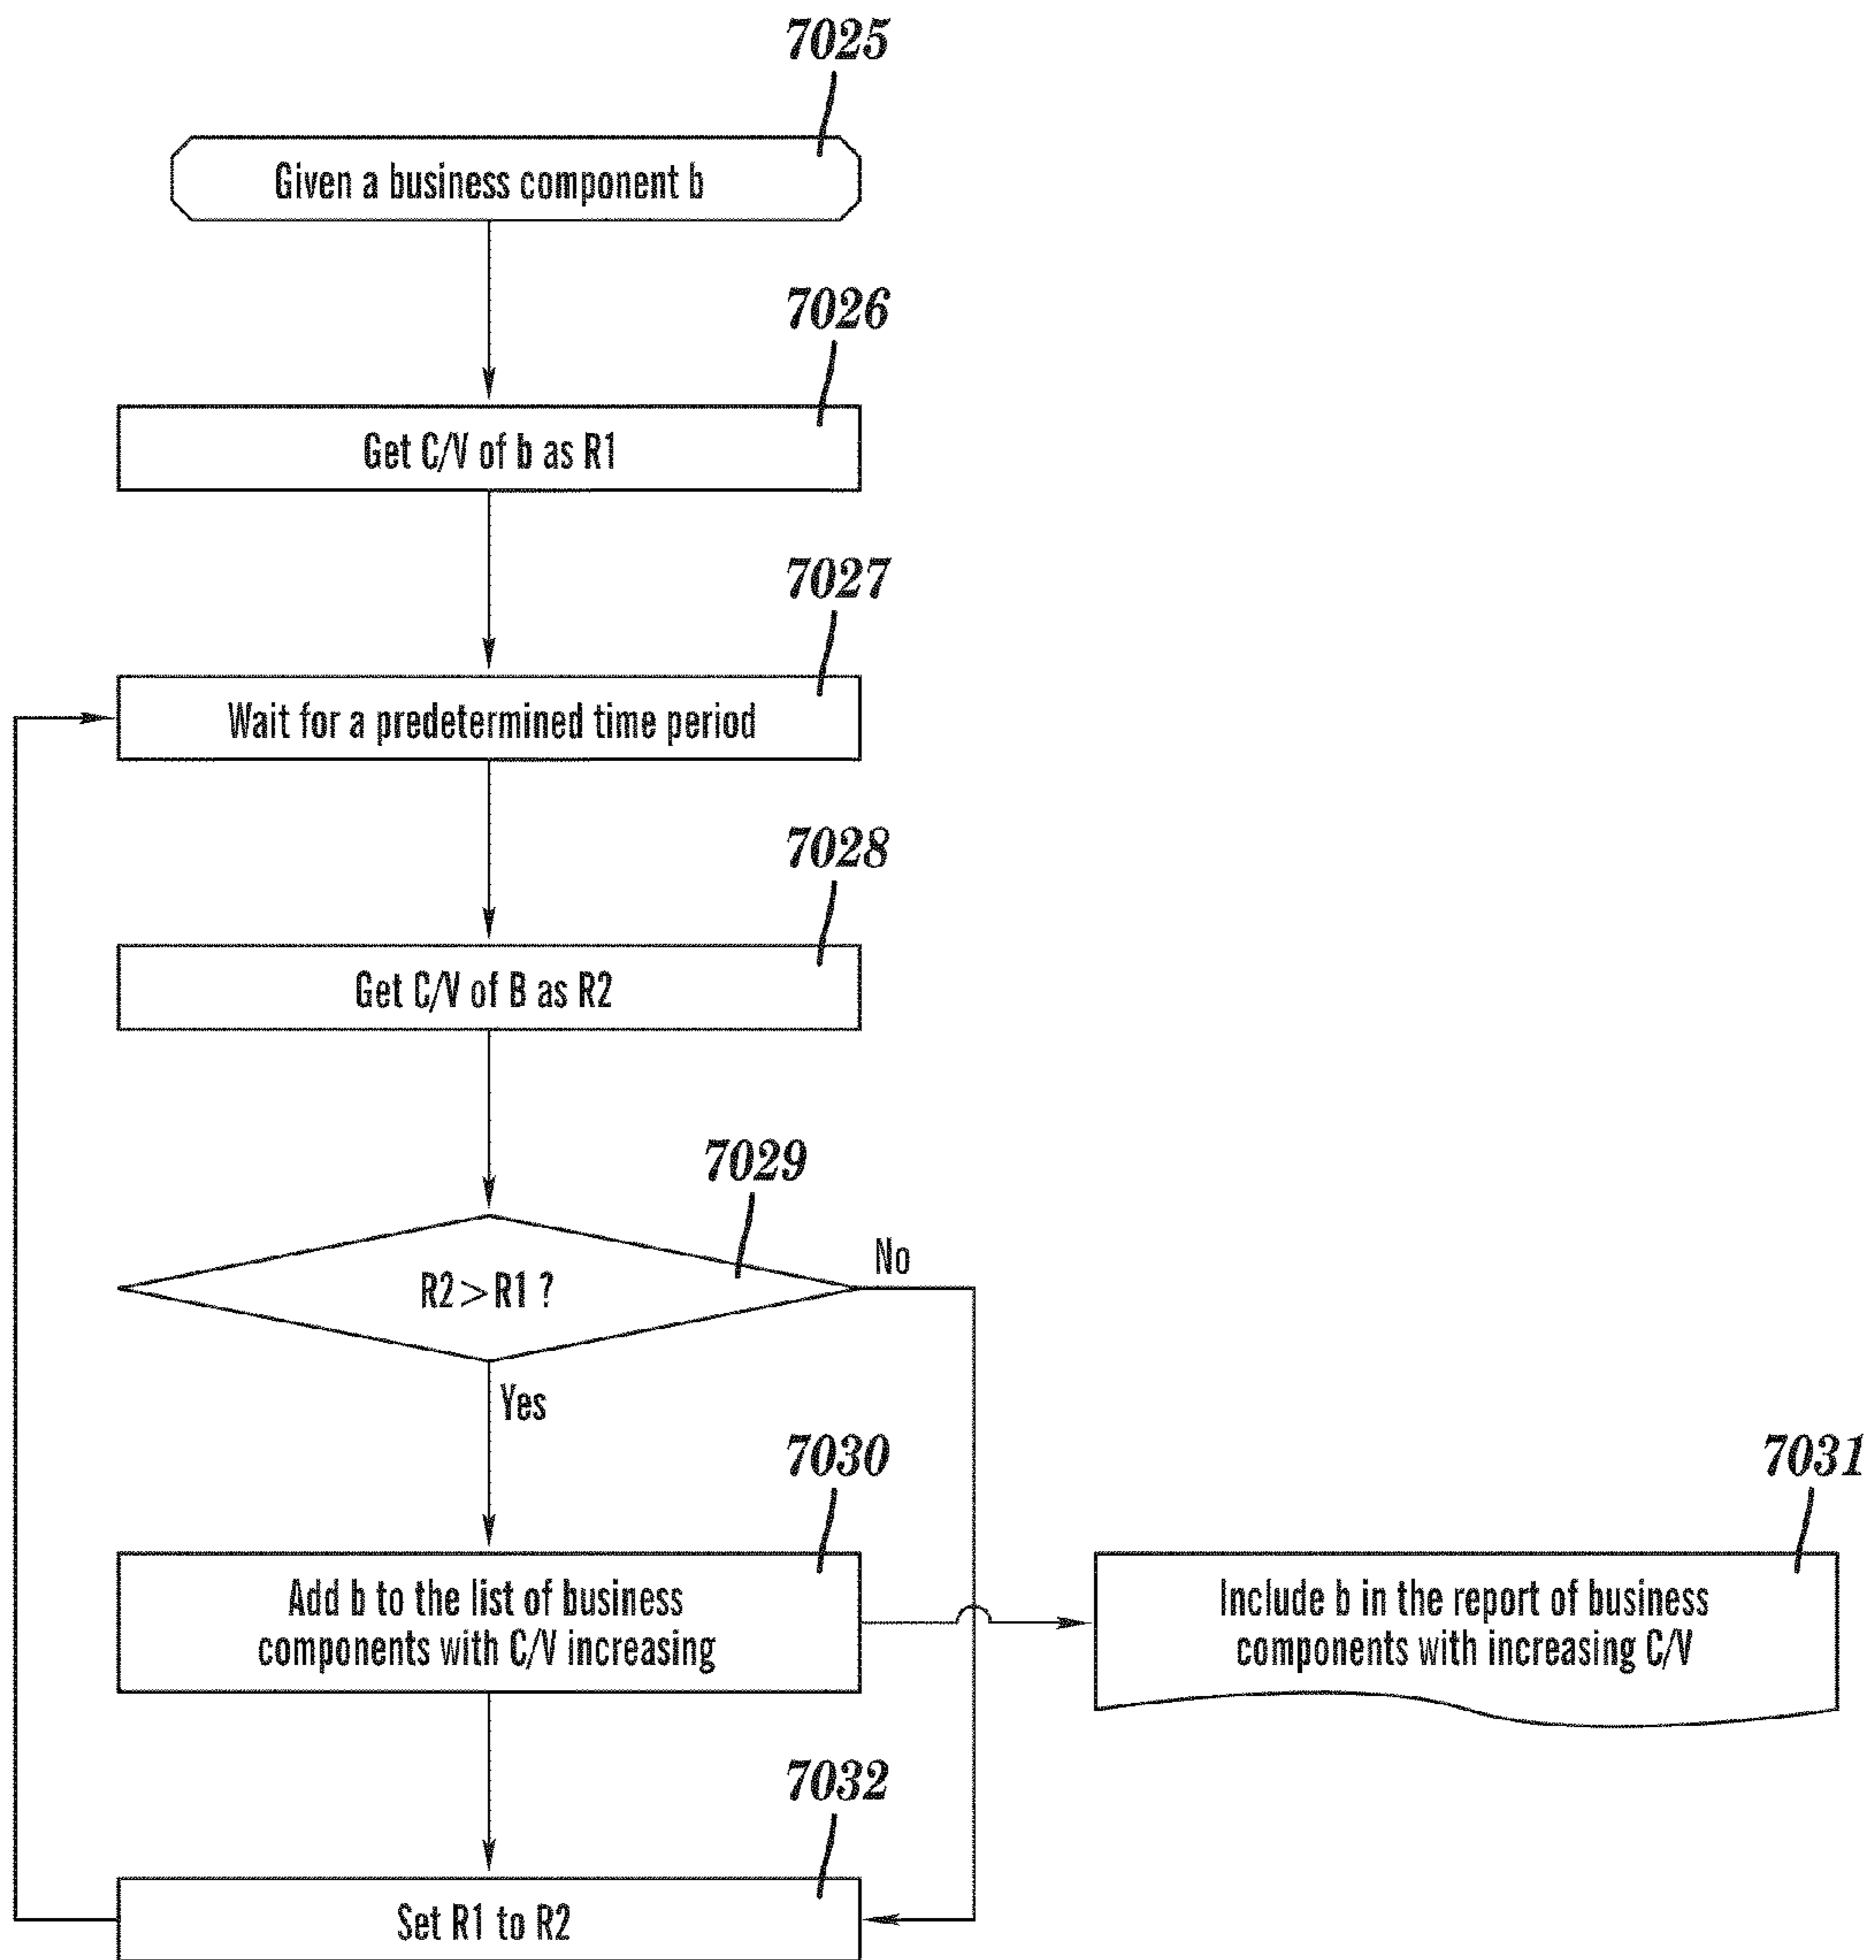 7025
Given a business component b
7026
Get C/V of b as R1
7027
Wait for a predetermined time period
7028
Get C/V of B as R2
7029
R2 > R1 ?
No
Yes
7030
Add b to the list of business
components with C/V increasing
7031
Include b in the report of business
components with increasing C/V
7032
Set R1 to R2